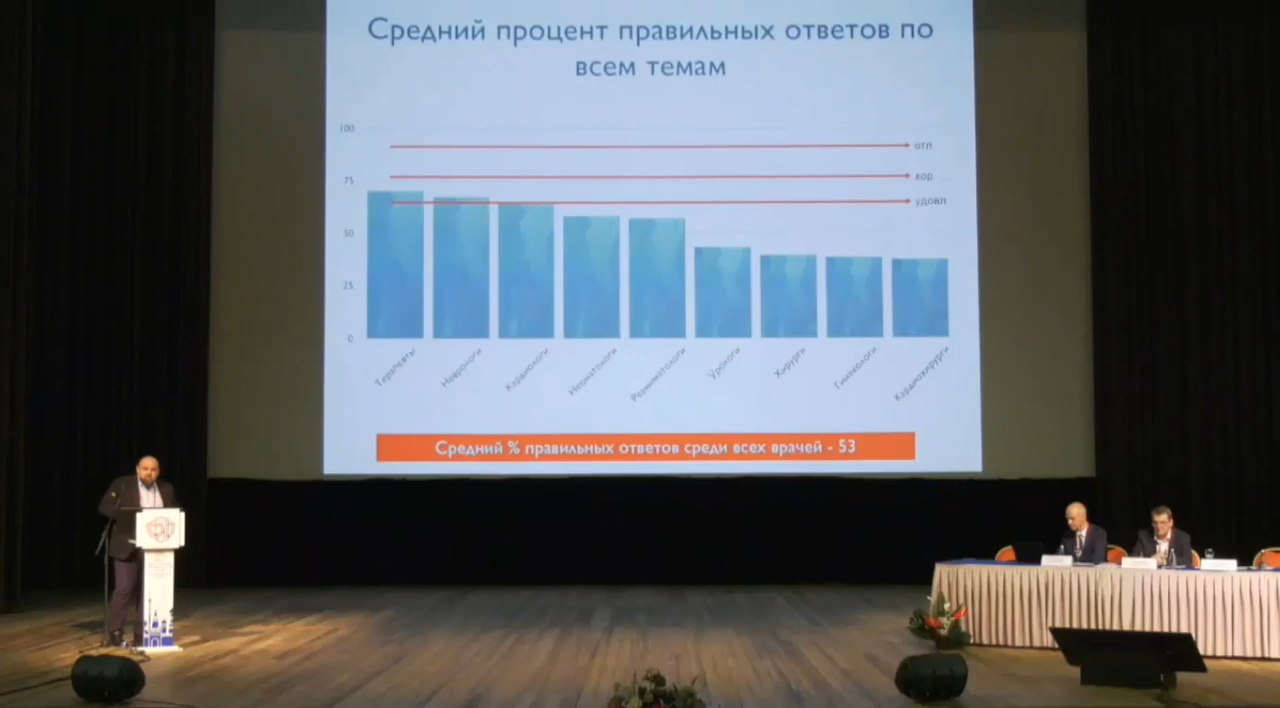 Средний процент правильных ответов по
всем темам
100
75
50
25
0
отл
хор
удовл
Терапевты
Неврологи
Кардиологи
Неонатологи
Реаниматологи
Урологи
Хирурги
Гинекологи
Кардиохирурги
Средний % правильных ответов среди всех врачей - 53